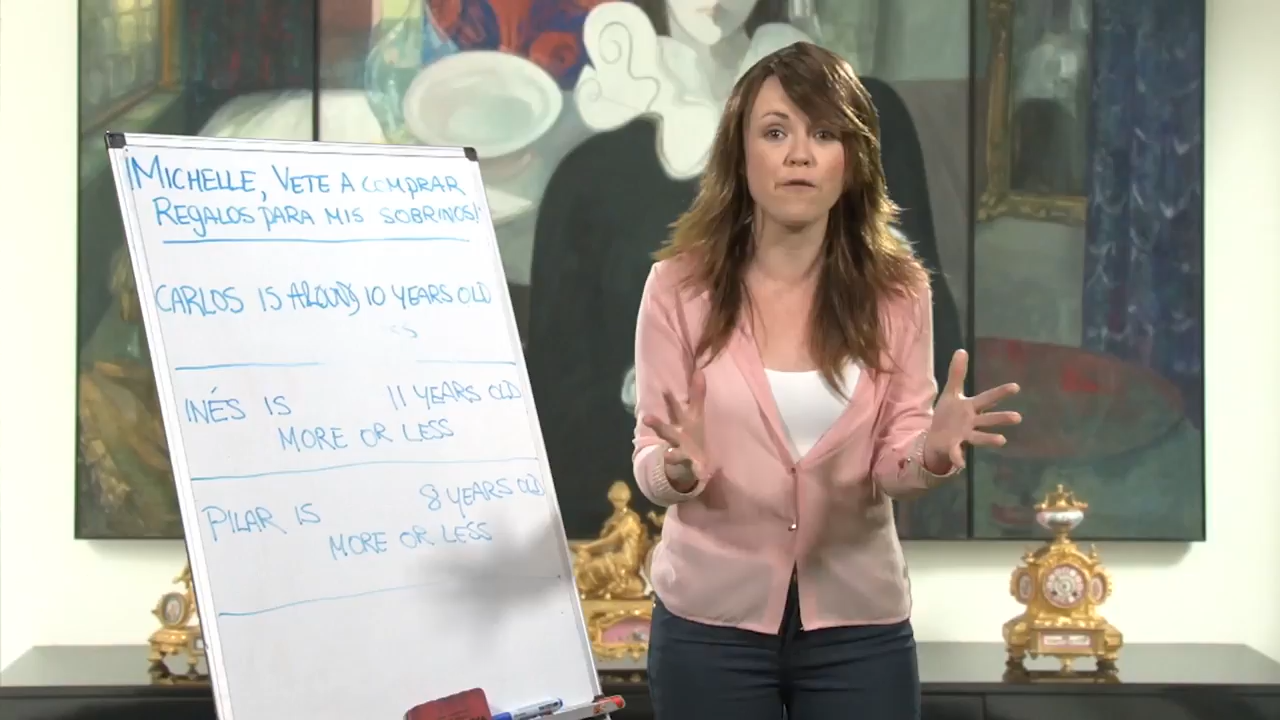 ¡MICHELLE, VETE A COMPRAR
REGALOS PARA MIS SOBRINOS!
CARLOS IS AROUND 10 YEARS OLD
INÉS IS 11 YEARS OLD
MORE OR LESS
PILAR IS 8 YEARS OLD
MORE OR LESS